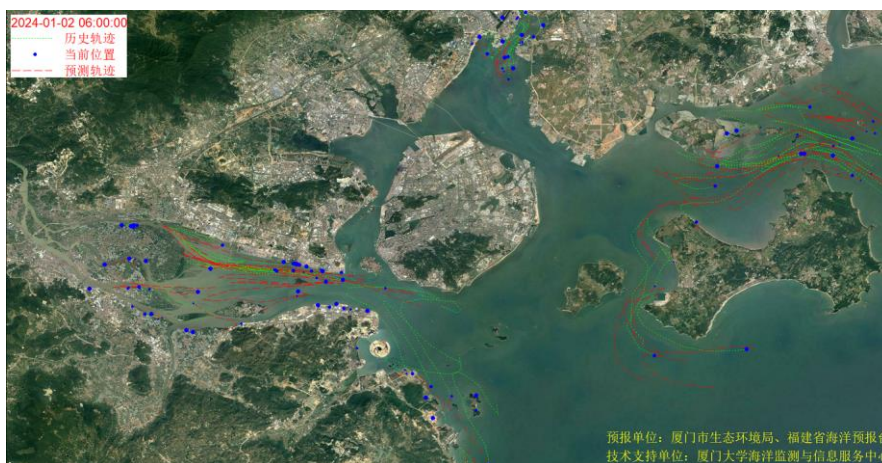 2024-01-02 06:00:00
历史轨迹
当前位置
预测轨迹
预报单位：厦门市生态环境局、福建省海洋预报台
技术支持单位：厦门大学海洋监测与信息服务中心